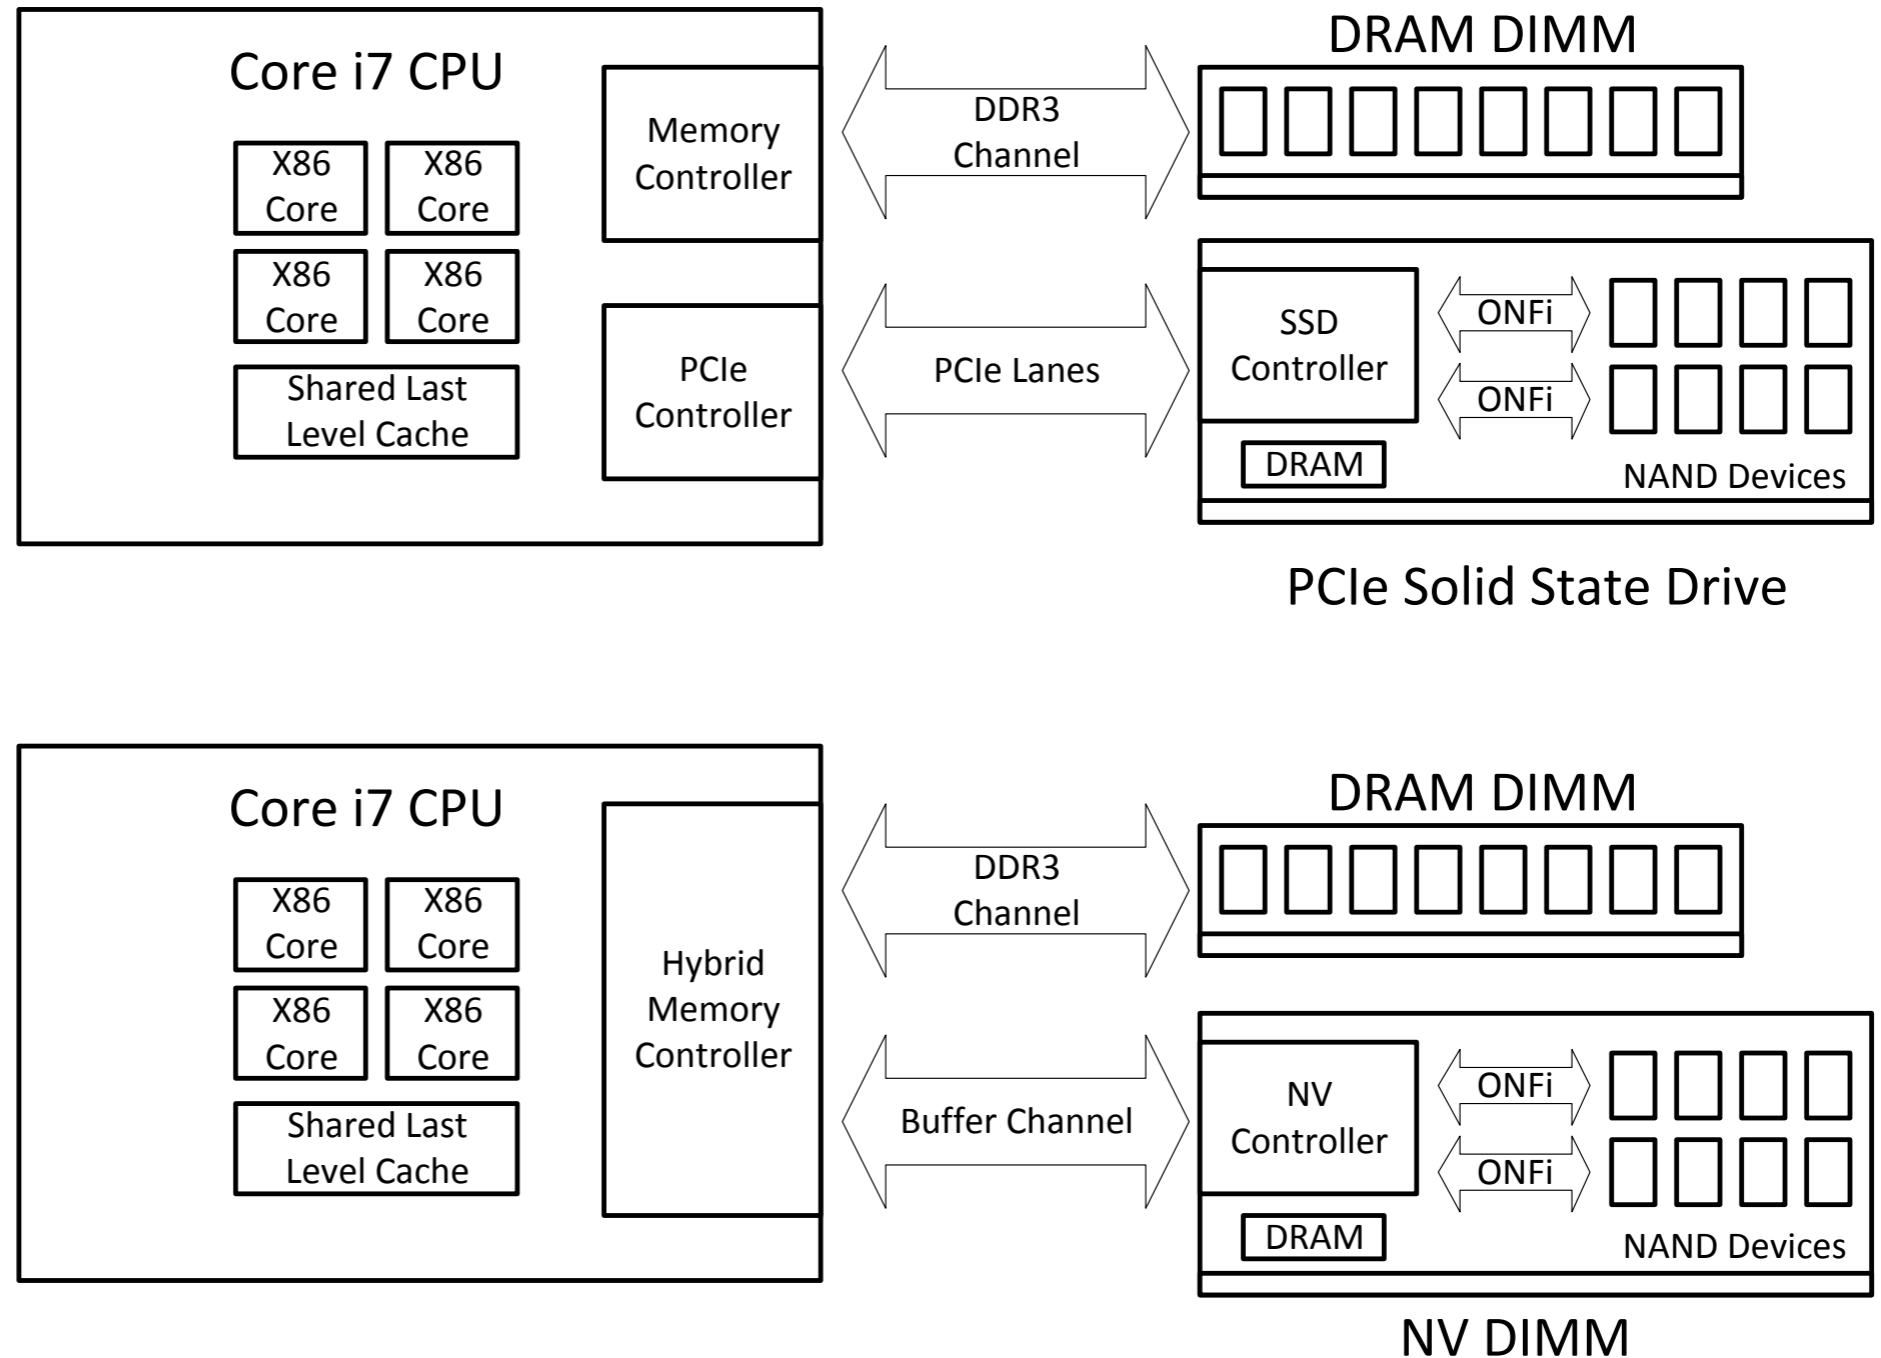 Core i7 CPU
X86
Core
X86
Core
X86
Core
X86
Core
Shared Last
Level Cache
Memory
Controller
PCIe
Controller
DDR3
Channel
PCIe Lanes
DRAM DIMM
SSD
Controller
ONFi
ONFi
DRAM
NAND Devices
PCIe Solid State Drive
Core i7 CPU
X86
Core
X86
Core
X86
Core
X86
Core
Shared Last
Level Cache
Hybrid
Memory
Controller
DDR3
Channel
Buffer Channel
DRAM DIMM
NV
Controller
ONFi
ONFi
DRAM
NAND Devices
NV DIMM